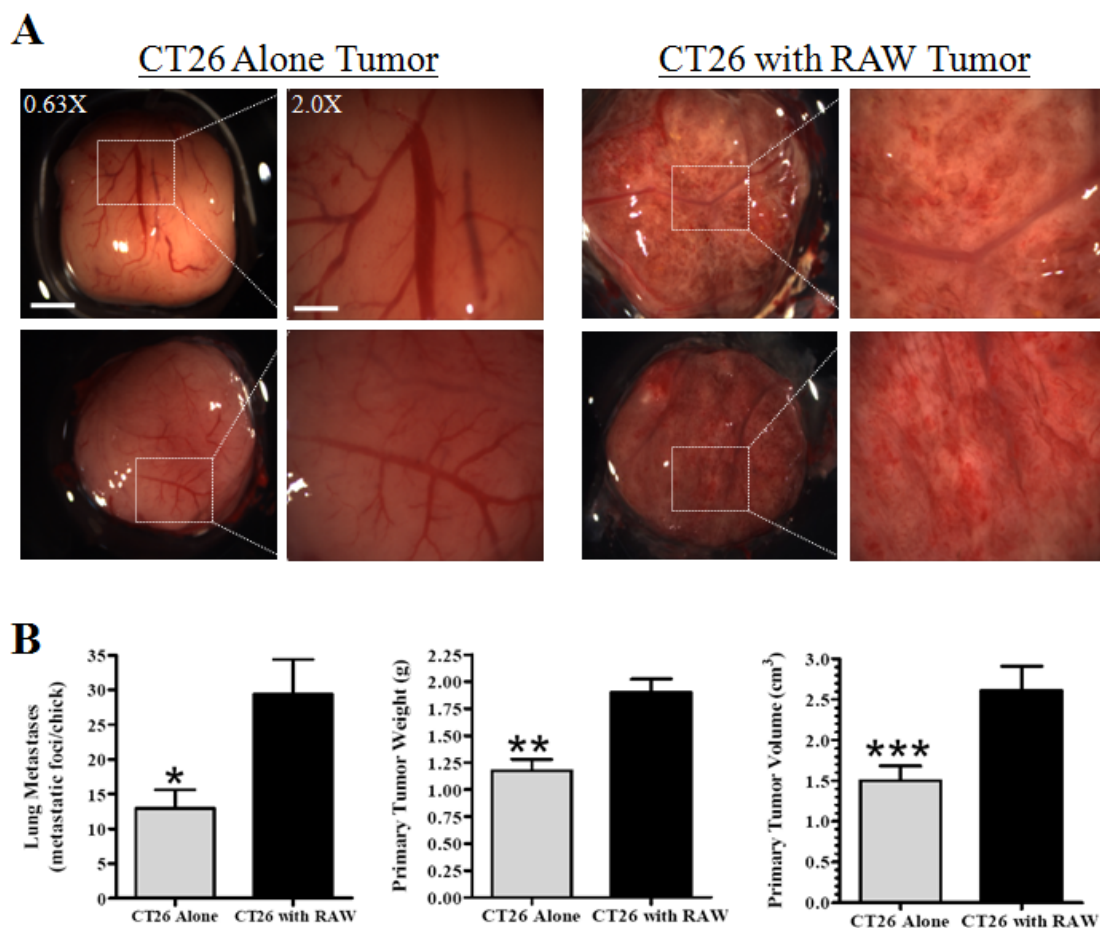 A
CT26 Alone Tumor
CT26 with RAW Tumor
0.63X
2.0X
B
Lung Metastases
(metastatic foci/chick)
35
30
25
20
15
10
5
0
*
CT26 Alone
CT26 with RAW
Primary Tumor Weight (g)
2.25
2.00
1.75
1.50
1.25
1.00
0.75
0.50
0.25
0.00
**
CT26 Alone
CT26 with RAW
Primary Tumor Volume (cm³)
3.0
2.5
2.0
1.5
1.0
0.5
0.0
***
CT26 Alone
CT26 with RAW